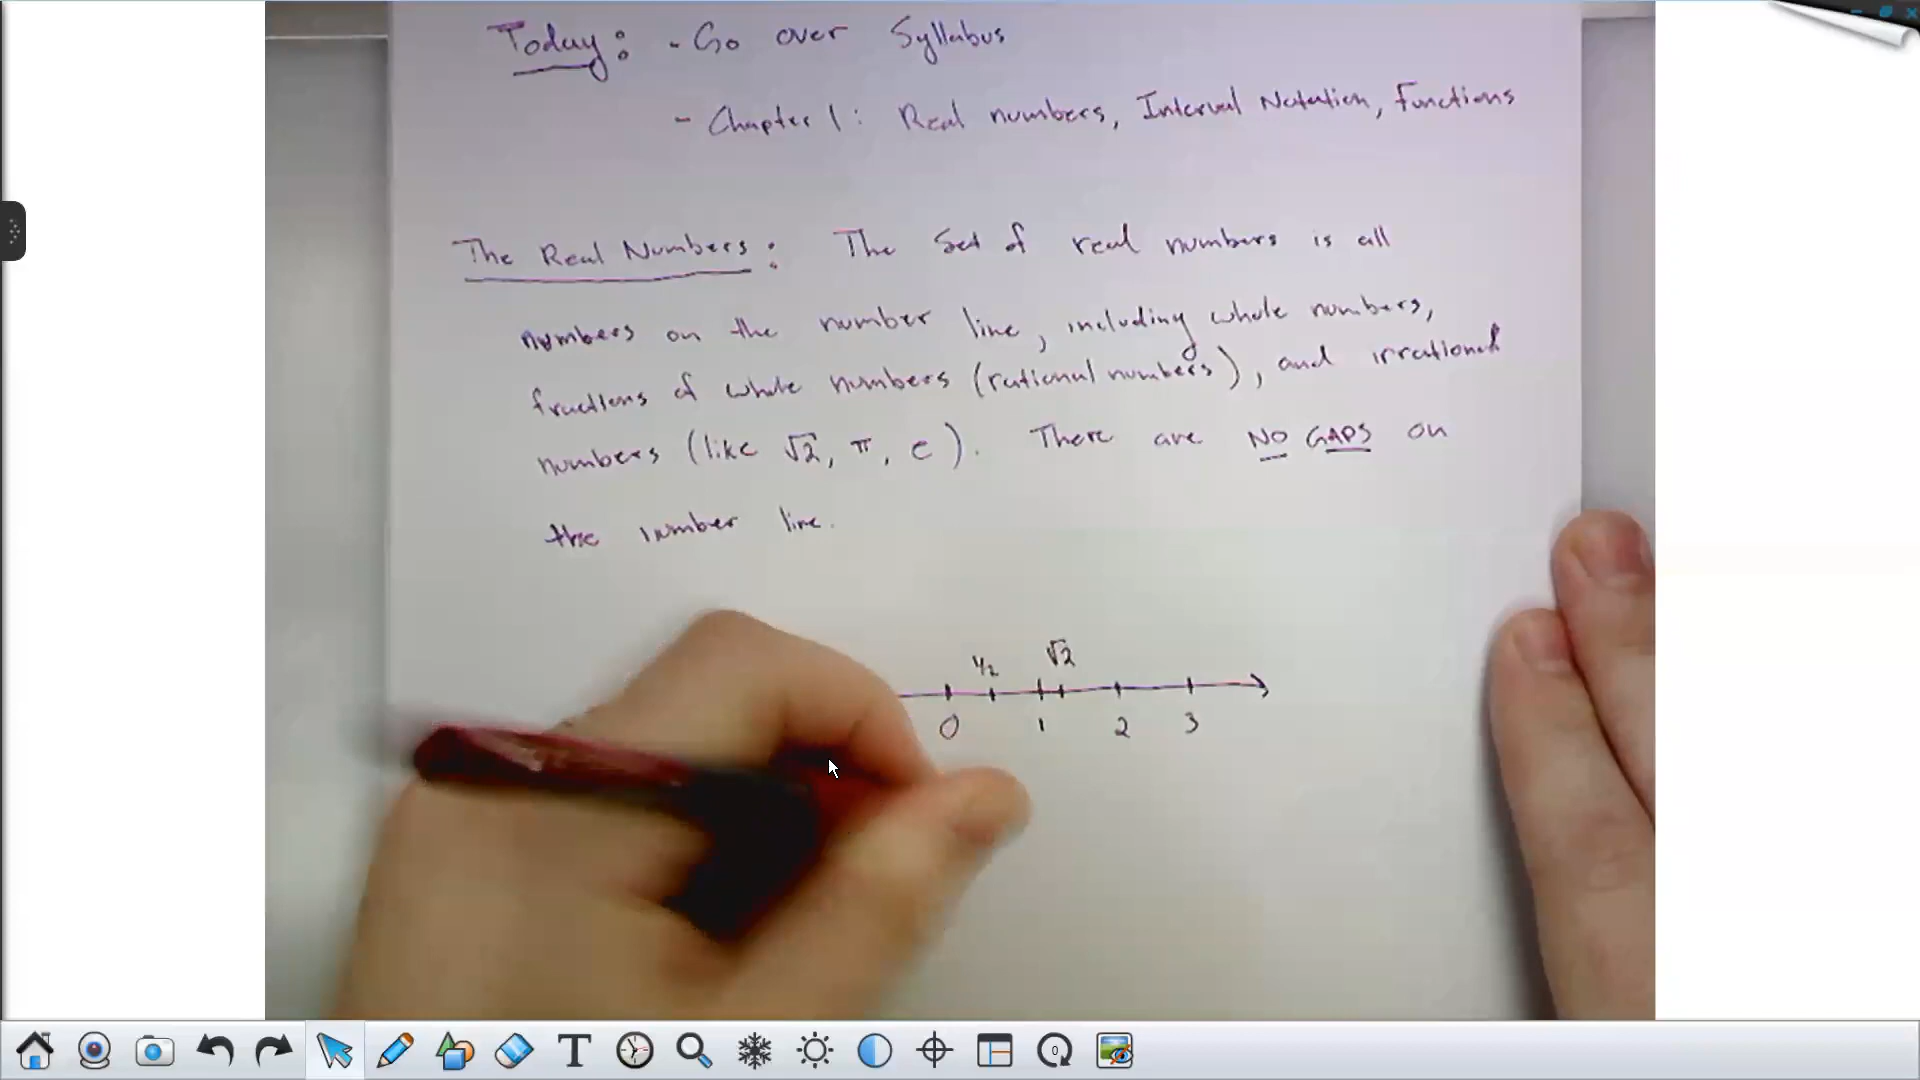 Today: - Go over Syllabus
- Chapter 1: Real numbers, Interval Notation, Functions
The Real Numbers: The set of real numbers is all
numbers on the number line, including whole numbers,
fractions of whole numbers (rational numbers), and irrational
numbers (like √2, π, e). There are NO GAPS on
the number line.
1/2 √2
0 1 2 3
T
0